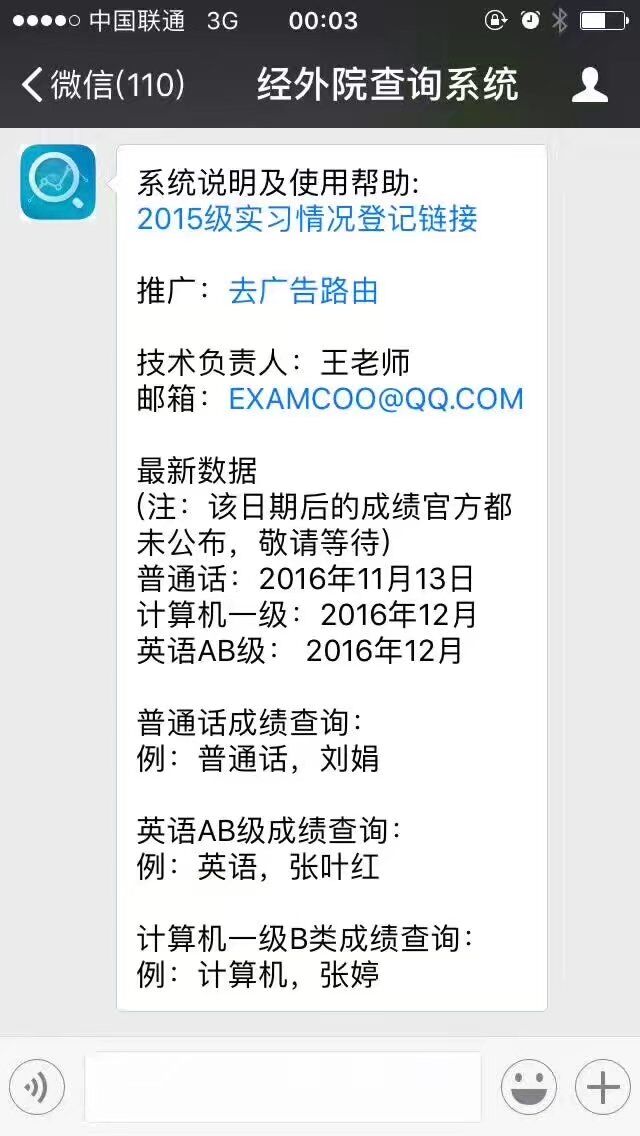 中国联通 3G 00:03
微信(110) 经外院查询系统
系统说明及使用帮助:
2015级实习情况登记链接
推广：去广告路由
技术负责人：王老师
邮箱：EXAMCOO@QQ.COM
最新数据
(注：该日期后的成绩官方都
未公布，敬请等待)
普通话：2016年11月13日
计算机一级：2016年12月
英语AB级： 2016年12月
普通话成绩查询：
例：普通话，刘娟
英语AB级成绩查询：
例：英语，张叶红
计算机一级B类成绩查询：
例：计算机，张婷